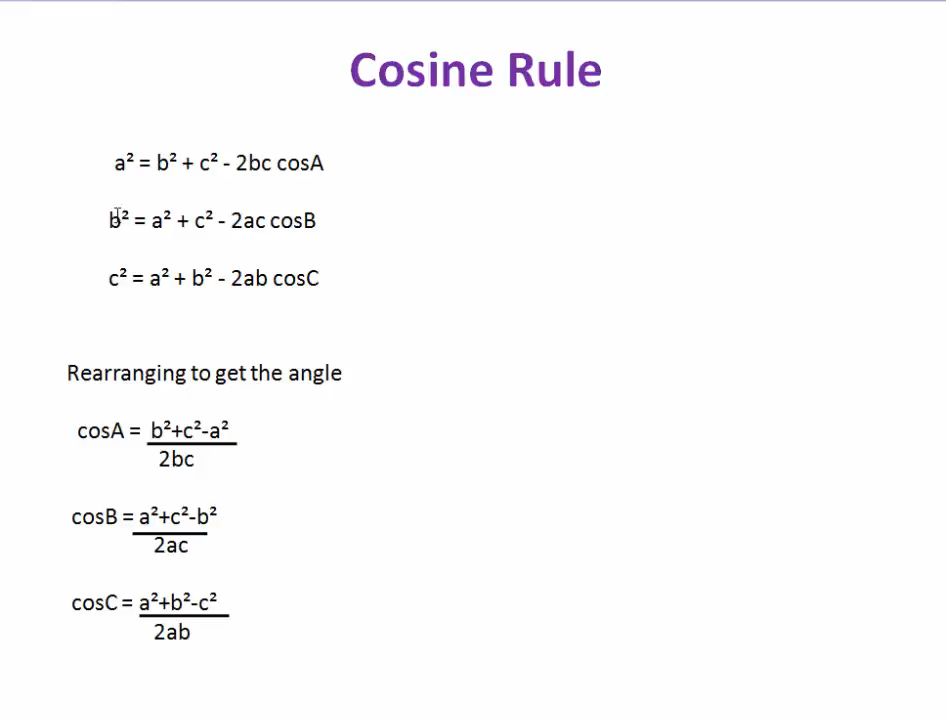 Cosine Rule
a² = b² + c² - 2bc cosA
b² = a² + c² - 2ac cosB
c² = a² + b² - 2ab cosC
Rearranging to get the angle
cosA = b²+c²-a²
2bc
cosB = a²+c²-b²
2ac
cosC = a²+b²-c²
2ab